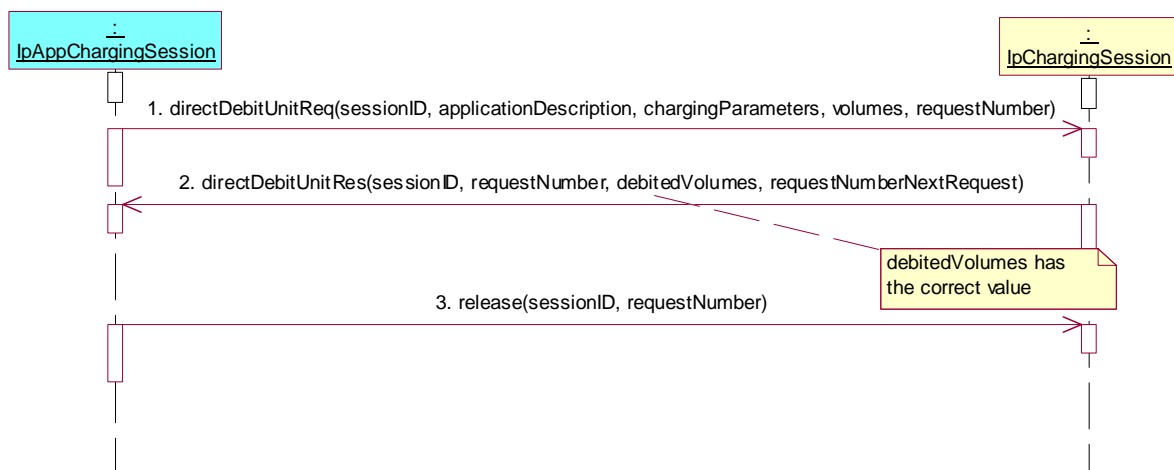 :
IpAppChargingSession
:
IpChargingSession
1. directDebitUnitReq(sessionID, applicationDescription, chargingParameters, volumes, requestNumber)
2. directDebitUnitRes(sessionID, requestNumber, debitedVolumes, requestNumberNextRequest)
debitedVolumes has
the correct value
3. release(sessionID, requestNumber)